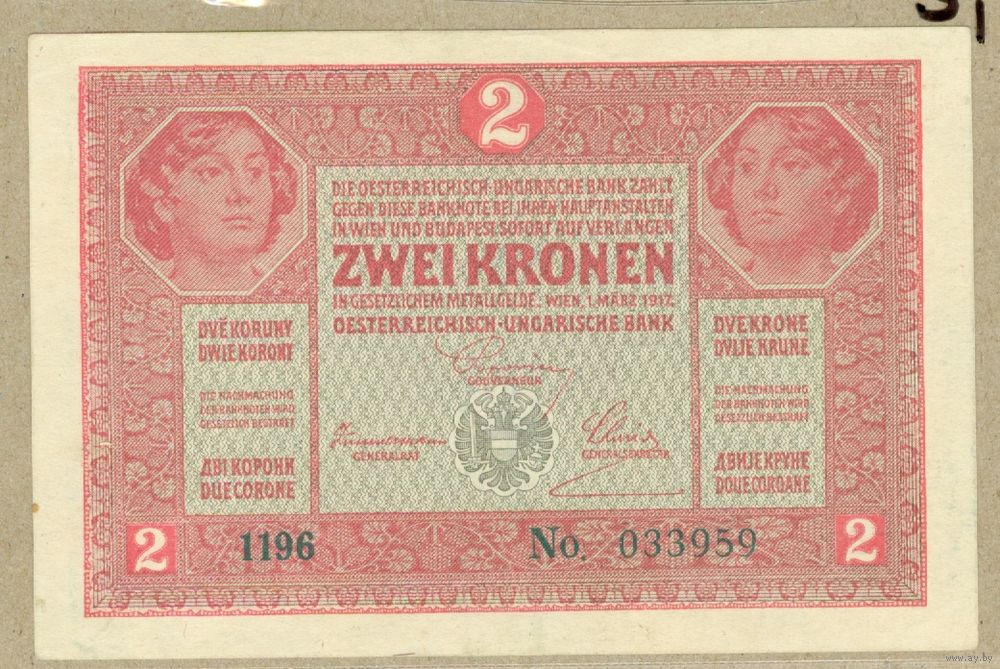 2
DIE OESTERREICHISCH-UNGARISCHE BANK ZAHLT
GEGEN DIESE BANKNOTE BEI IHREN HAUPTANSTALTEN
IN WIEN UND BUDAPEST SOFORT AUF VERLANGEN
ZWEI KRONEN
IN GESETZLICHEM METALLGELDE. WIEN, 1. MÄRZ 1917.
OESTERREICHISCH-UNGARISCHE BANK
GOUVERNEUR
GENERALRAT
GENERALSEKRETÄR
DVĚ KORUNY
DWIE KORONY
DIE NACHMACHUNG
DER BANKNOTEN WIRD
GESETZLICH BESTRAFT
ДВІ КОРОНИ
DUE CORONE
DVE KRONE
DVIJE KRUNE
DIE NACHMACHUNG
DER BANKNOTEN WIRD
GESETZLICH BESTRAFT
ДВИЈЕ КРУНЕ
DOUE COROANE
2
1196
No. 033959
2
www.ay.by